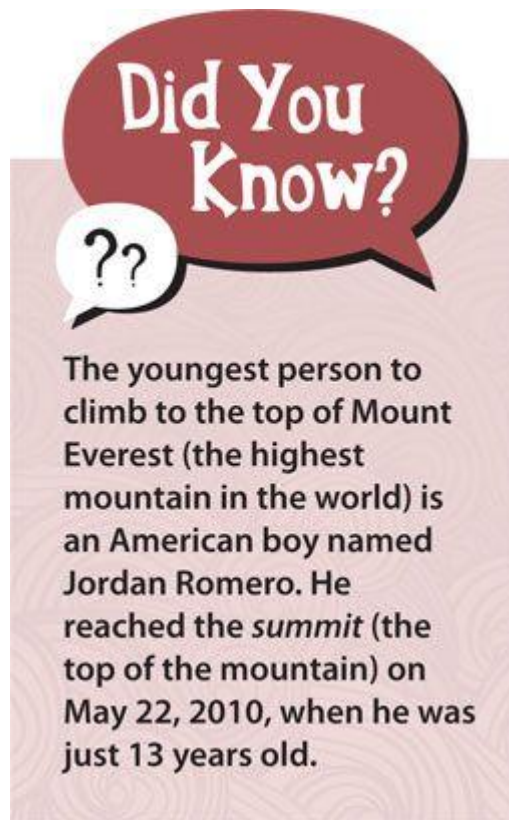 Did You
Know?
??
The youngest person to
climb to the top of Mount
Everest (the highest
mountain in the world) is
an American boy named
Jordan Romero. He
reached the summit (the
top of the mountain) on
May 22, 2010, when he was
just 13 years old.